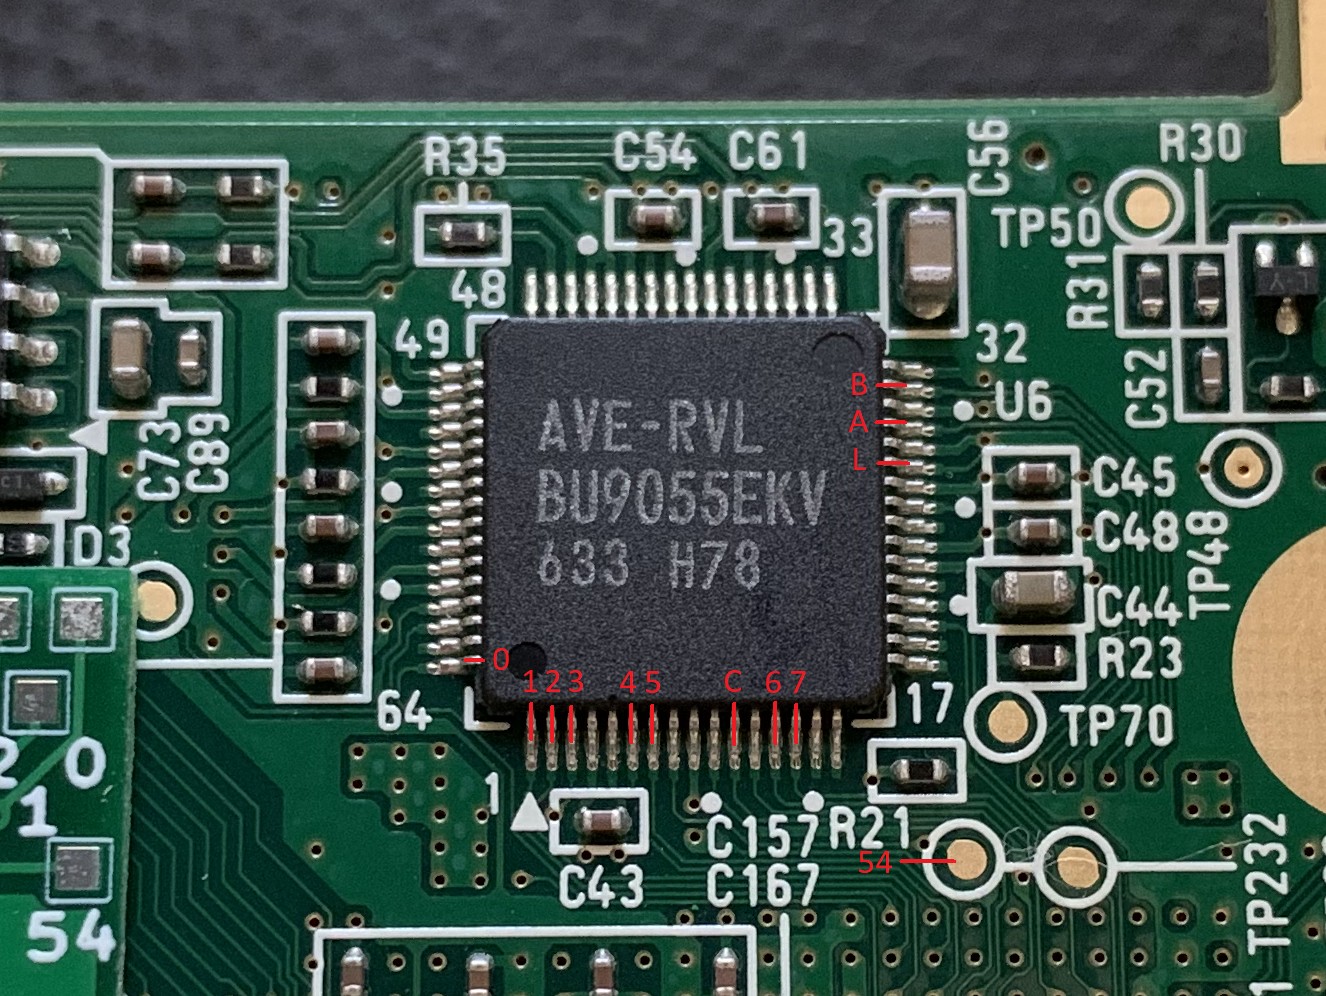 R35
C54
C61
C56
R30
TP50
33
48
R31
49
32
U6
C52
C73
C89
AVE-RVL
BU9055EKV
633 H78
B
A
L
C45
C48
TP48
D3
C44
R23
0
1 2 3 4 5 C 6 7
64
17
TP70
2 0
1
1
C157
R21
C43
C167
54
54
TP232